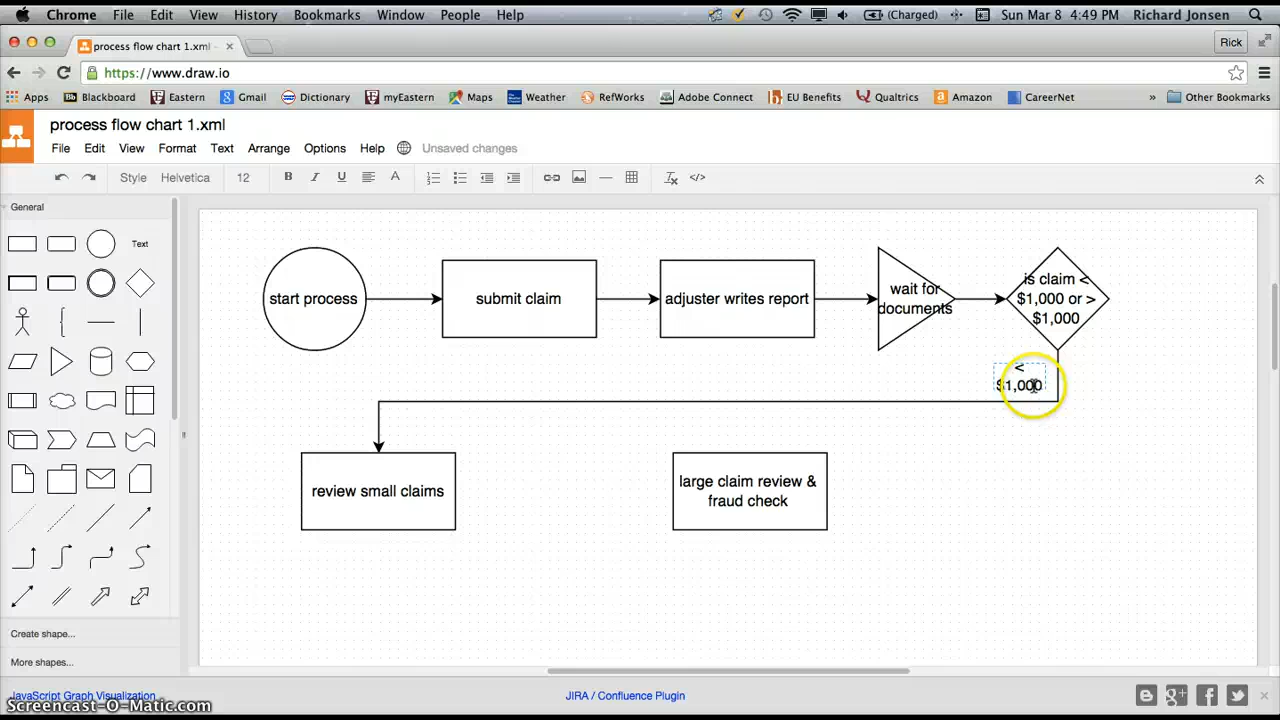 Chrome File Edit View History Bookmarks Window People Help (Charged) Sun Mar 8 4:49 PM Richard Jonsen
process flow chart 1.xml - Rick
https://www.draw.io
Apps Blackboard Eastern Gmail Dictionary myEastern Maps Weather RefWorks Adobe Connect EU Benefits Qualtrics Amazon CareerNet » Other Bookmarks
process flow chart 1.xml
File Edit View Format Text Arrange Options Help Unsaved changes
Style Helvetica 12 B I U A
General
Text
start process
submit claim
adjuster writes report
wait for
documents
is claim <
$1,000 or >
$1,000
<
$1,000
review small claims
large claim review &
fraud check
Create shape...
More shapes...
JavaScript Graph Visualization
JIRA / Confluence Plugin
Screencast-O-Matic.com